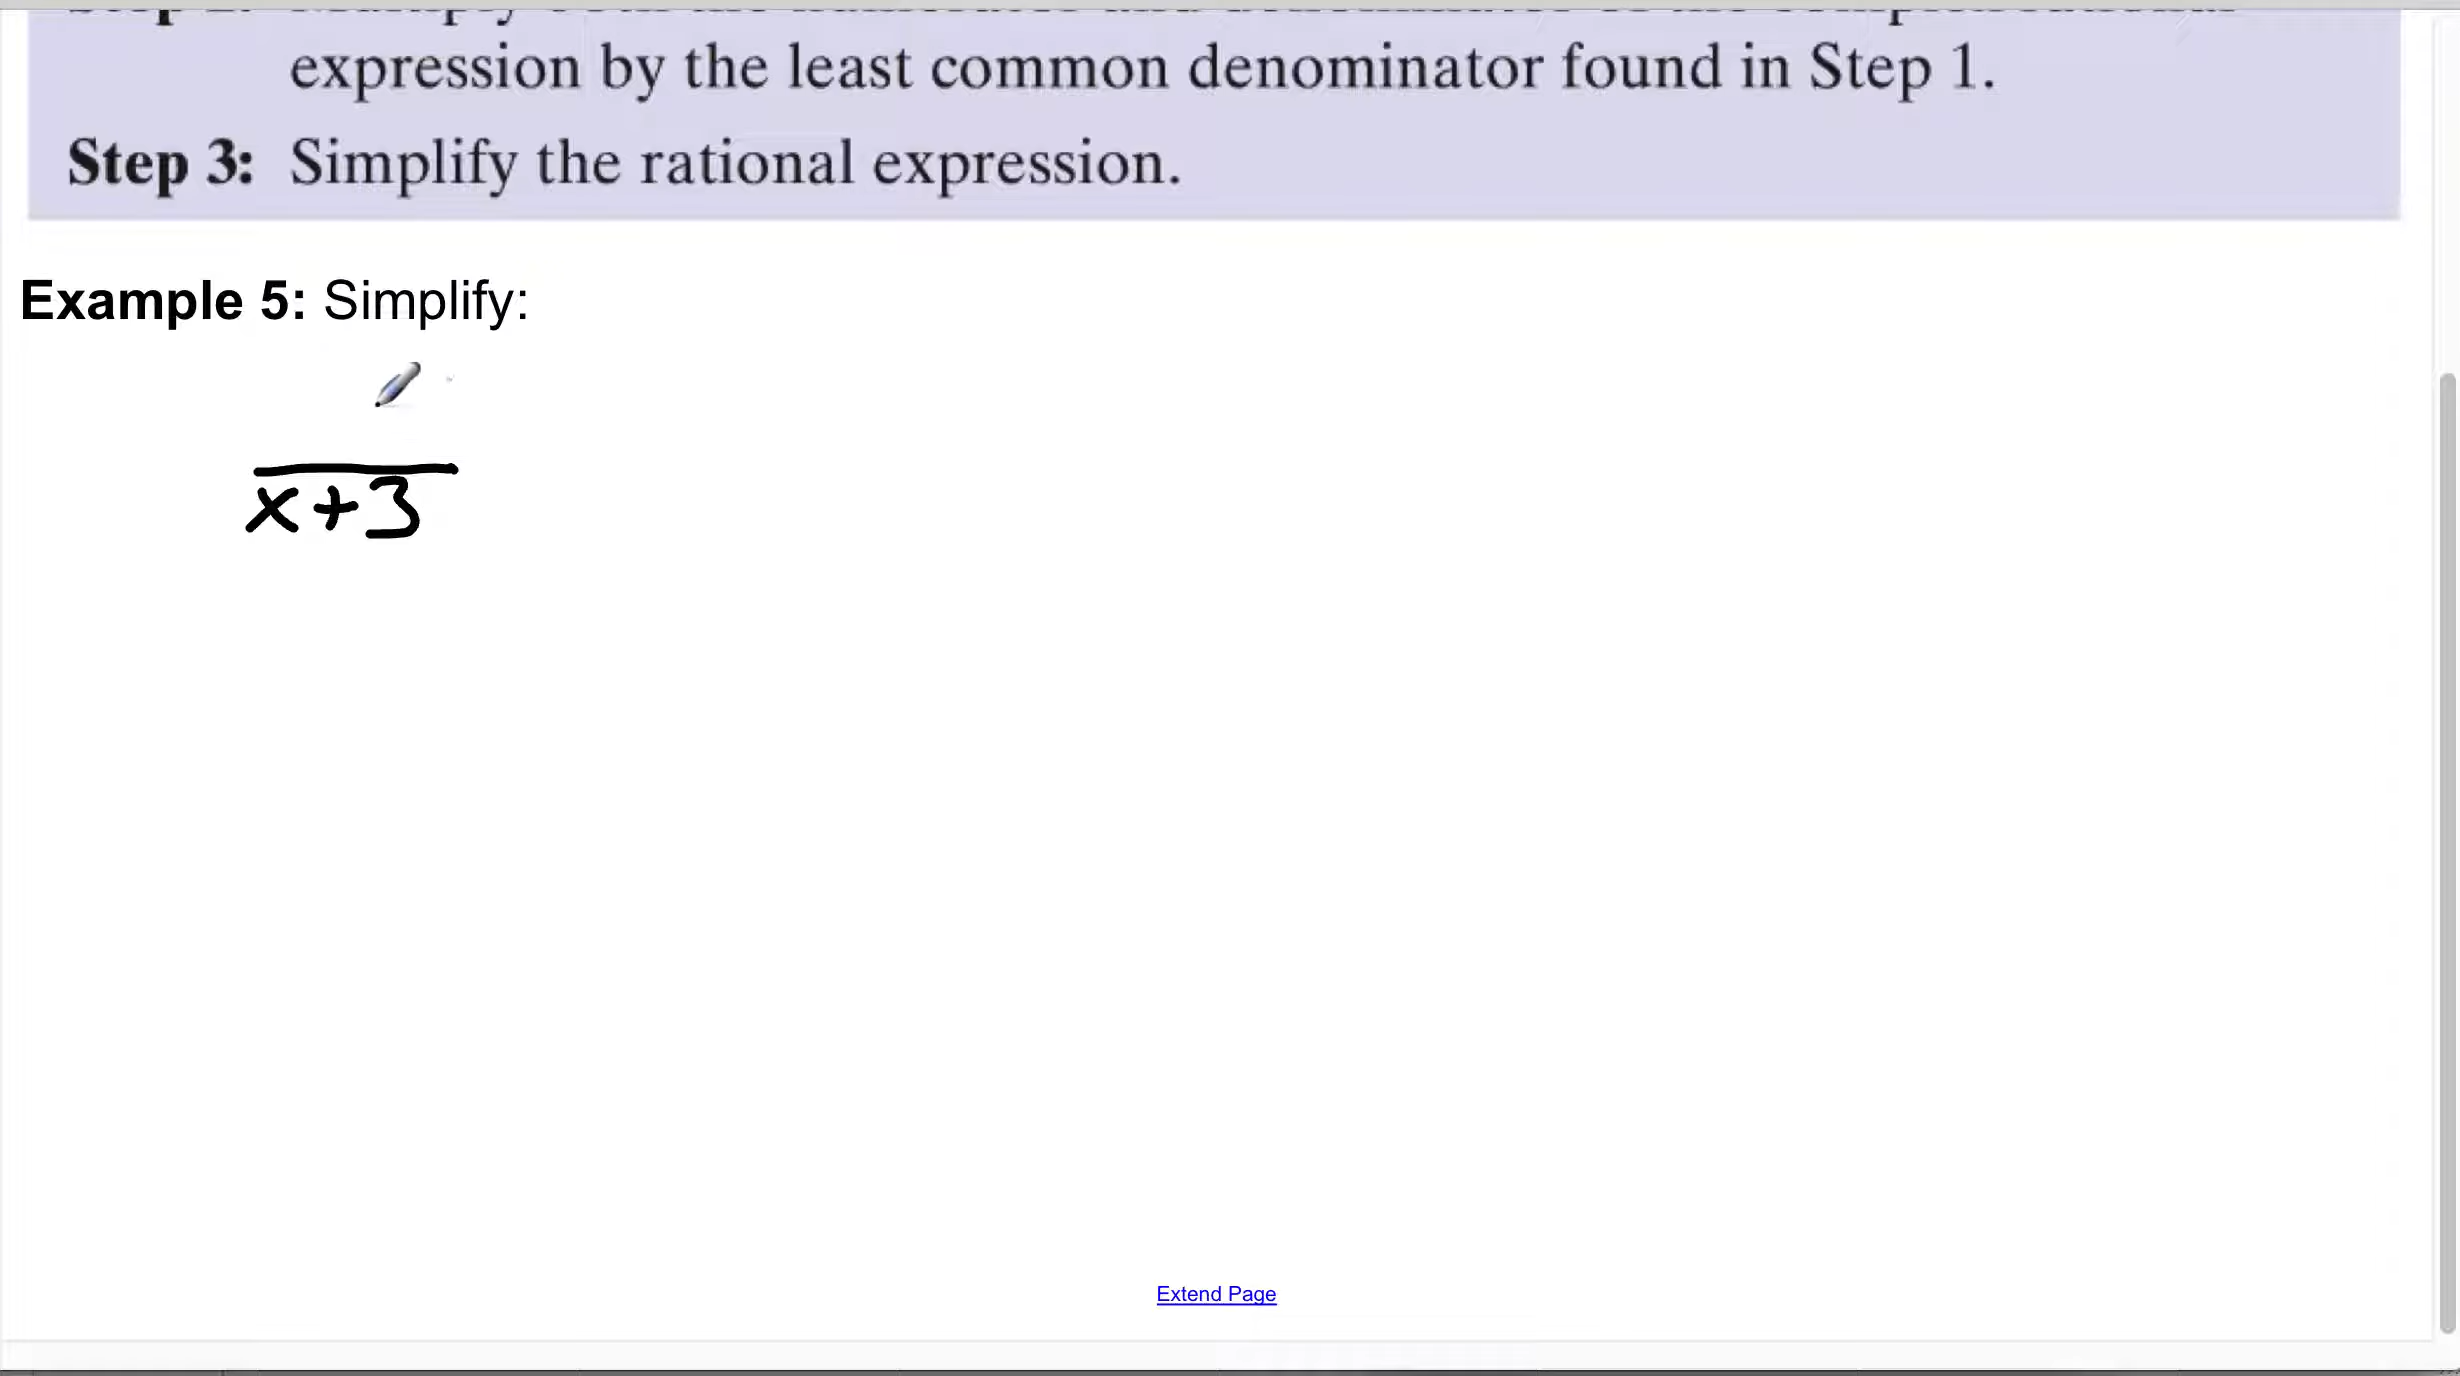 expression by the least common denominator found in Step 1.
Step 3: Simplify the rational expression.
Example 5: Simplify:
x+3
Extend Page